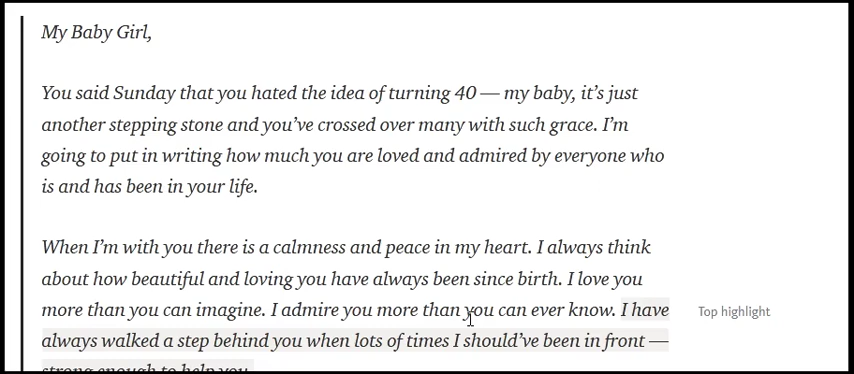 My Baby Girl,
You said Sunday that you hated the idea of turning 40 — my baby, it’s just
another stepping stone and you’ve crossed over many with such grace. I’m
going to put in writing how much you are loved and admired by everyone who
is and has been in your life.
When I’m with you there is a calmness and peace in my heart. I always think
about how beautiful and loving you have always been since birth. I love you
more than you can imagine. I admire you more than you can ever know. I have
Top highlight
always walked a step behind you when lots of times I should’ve been in front —
strong enough to help you.